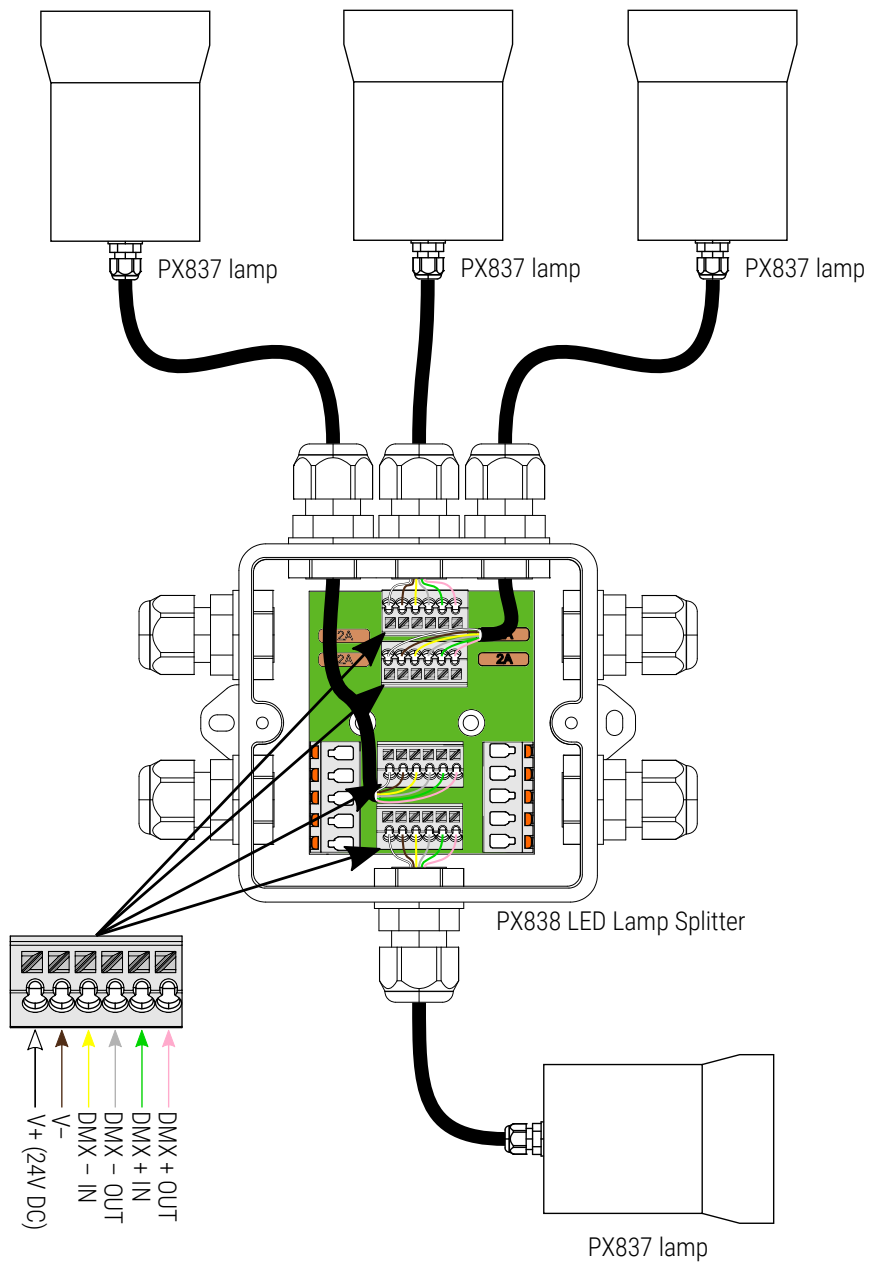 PX837 lamp
PX837 lamp
PX837 lamp
2A
2A
2A
PX838 LED Lamp Splitter
V+ (24V DC)
V–
DMX – IN
DMX – OUT
DMX + IN
DMX + OUT
PX837 lamp